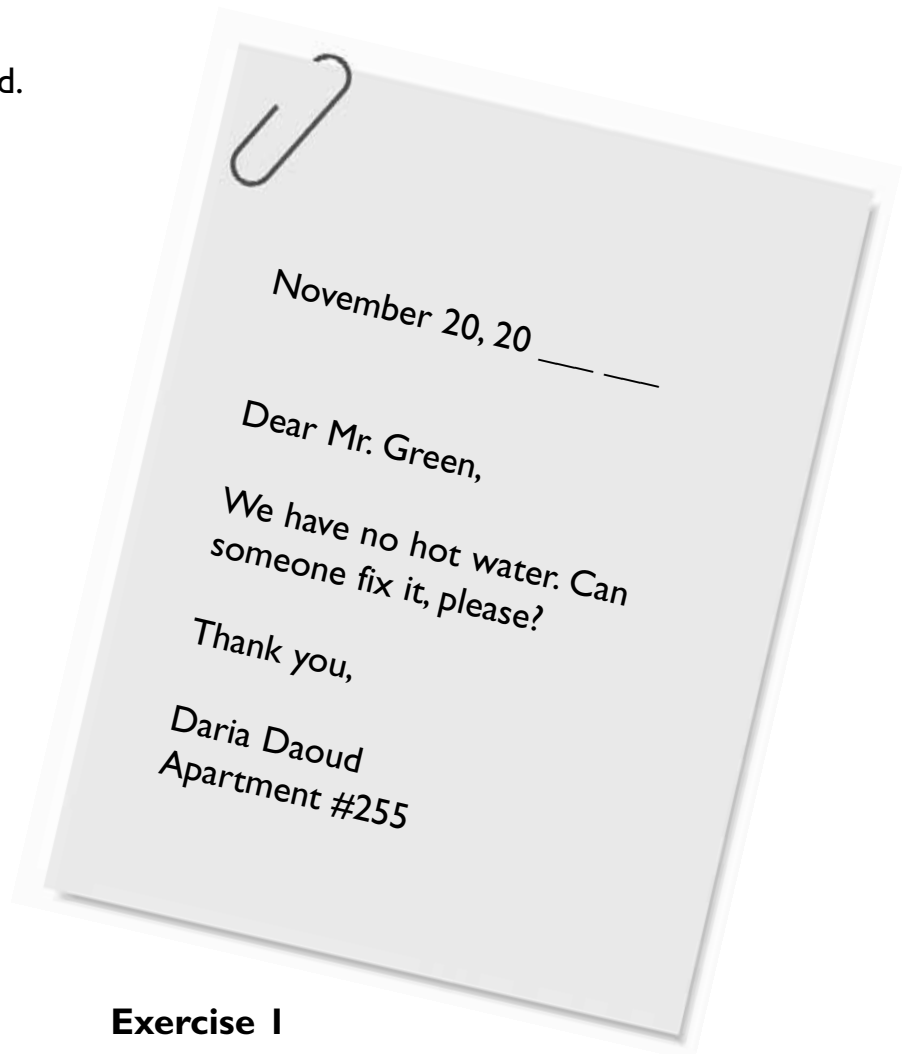 d.
November 20, 20 ___ ___
Dear Mr. Green,
We have no hot water. Can
someone fix it, please?
Thank you,
Daria Daoud
Apartment #255
Exercise 1